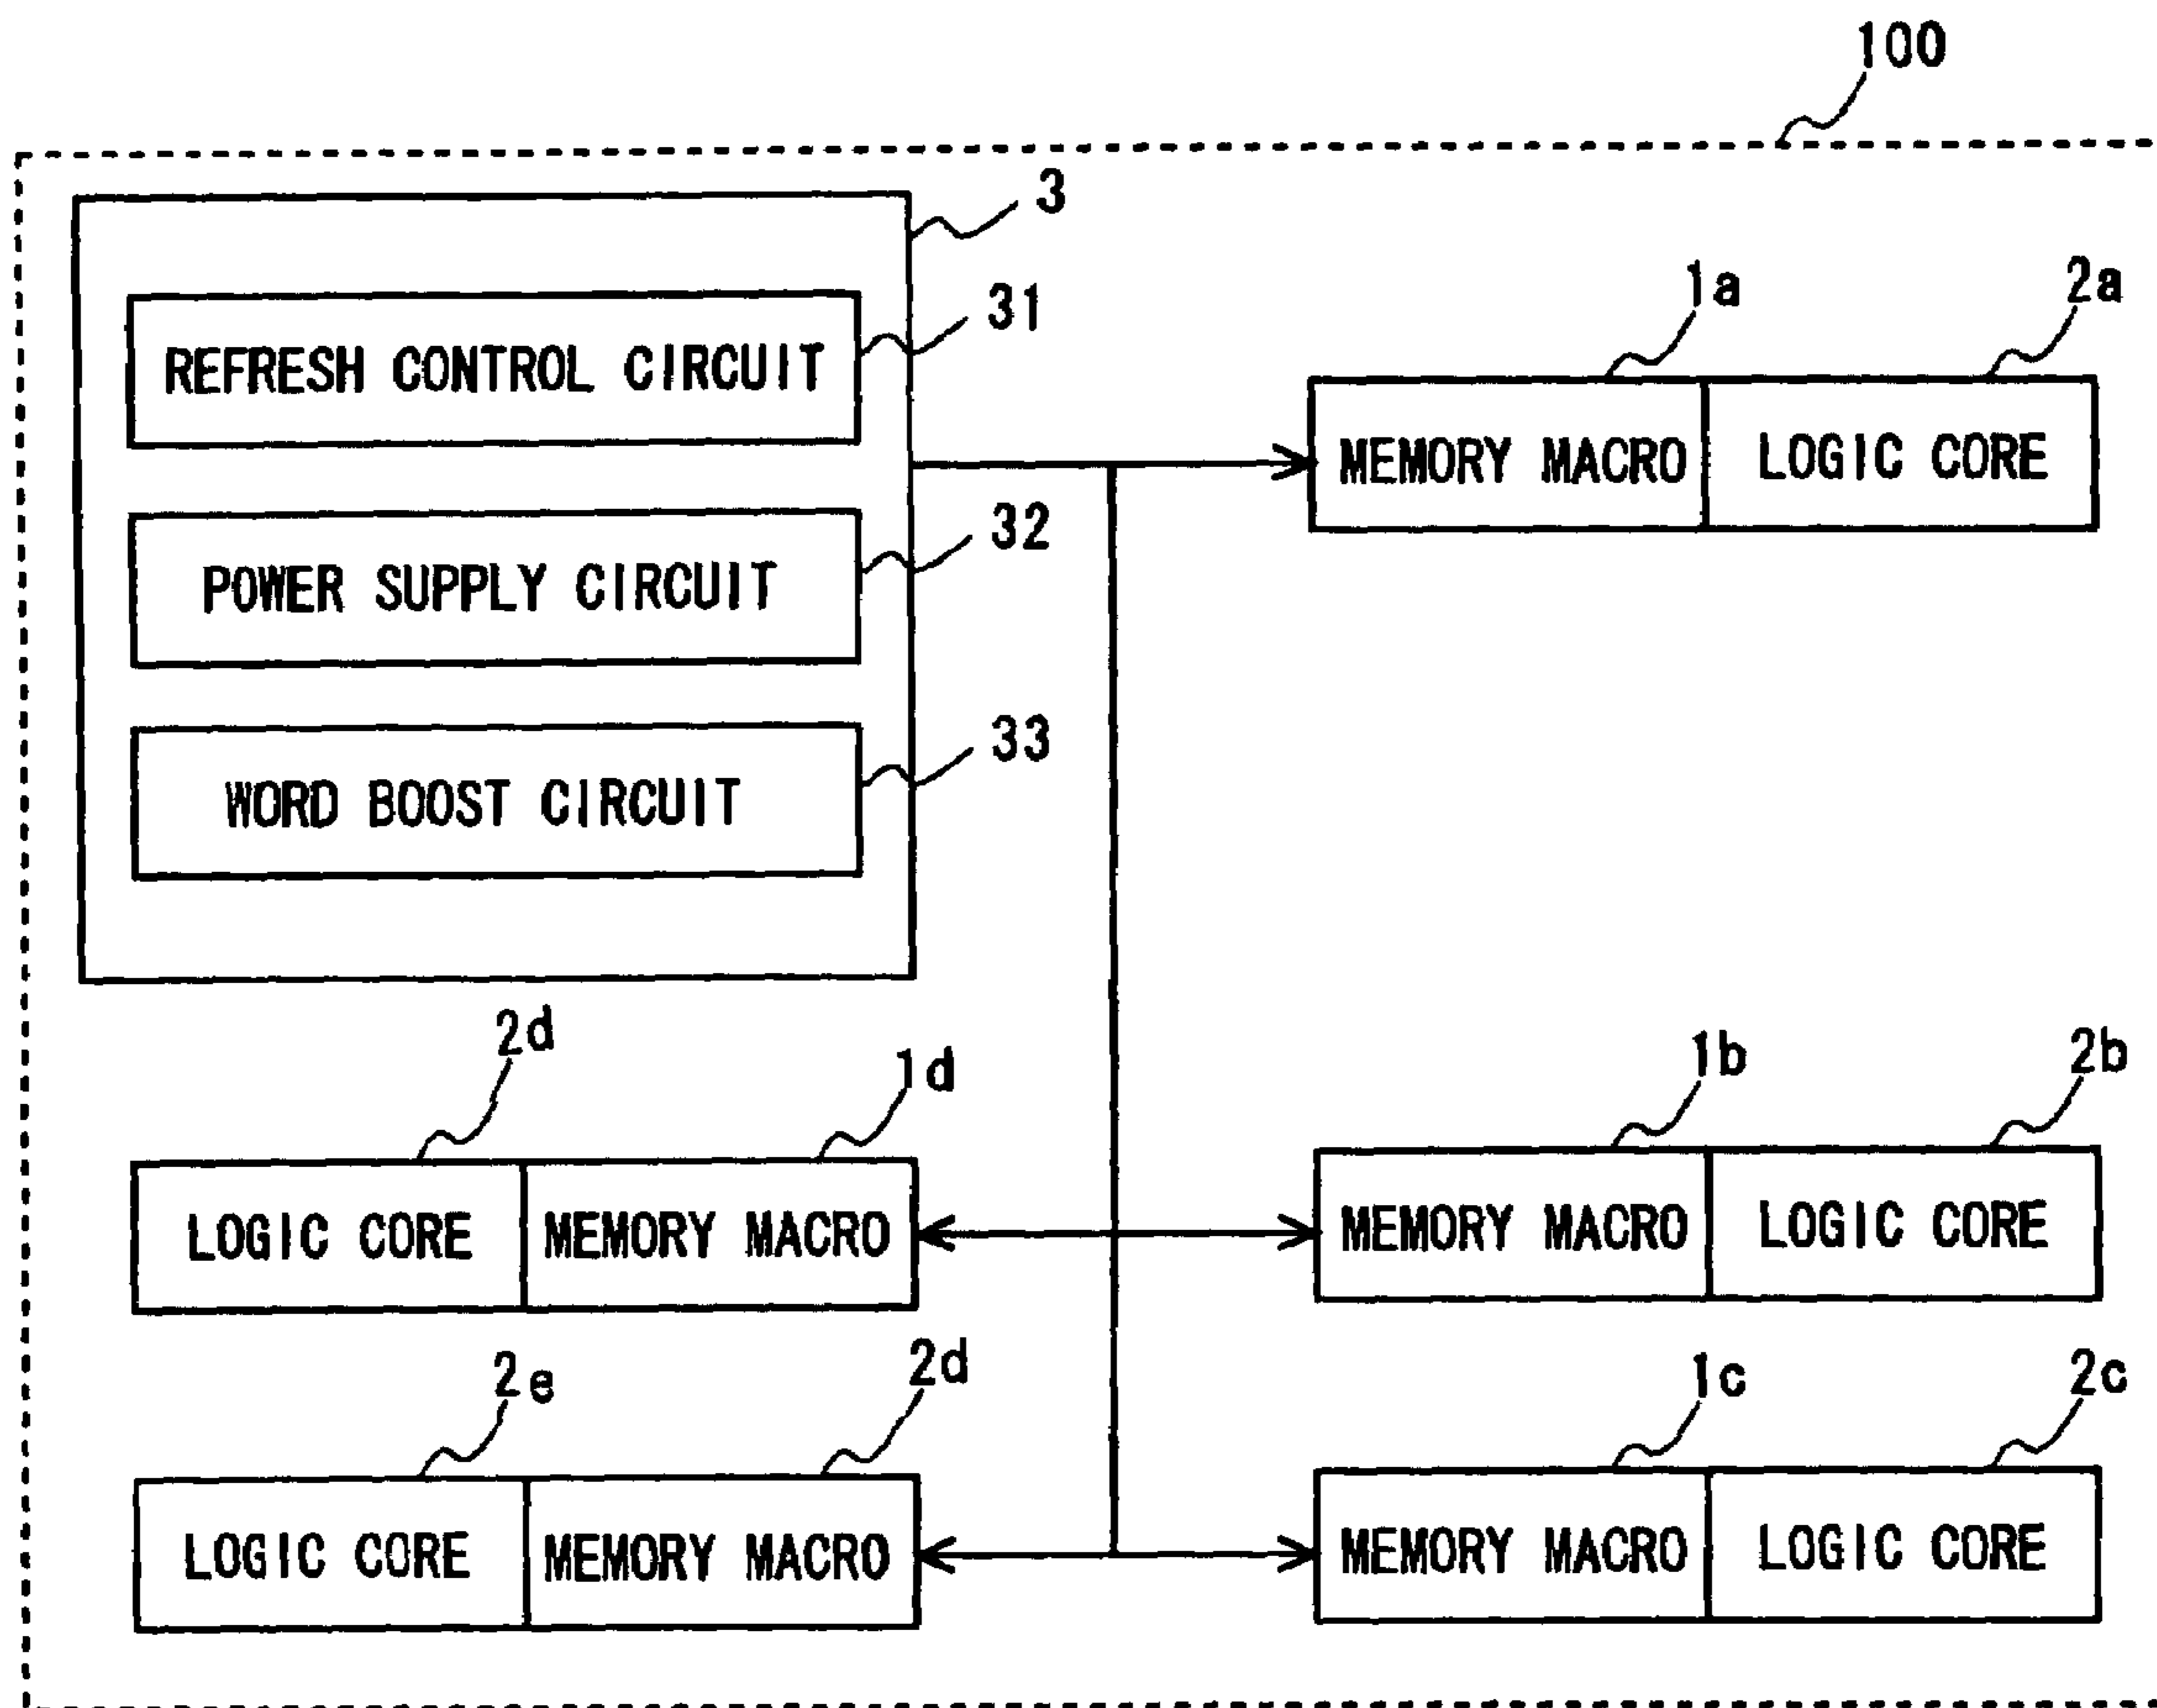 100
3
31
REFRESH CONTROL CIRCUIT
1a
2a
MEMORY MACRO
LOGIC CORE
32
POWER SUPPLY CIRCUIT
33
WORD BOOST CIRCUIT
2d
1d
1b
2b
LOGIC CORE
MEMORY MACRO
MEMORY MACRO
LOGIC CORE
2e
2d
1c
2c
LOGIC CORE
MEMORY MACRO
MEMORY MACRO
LOGIC CORE